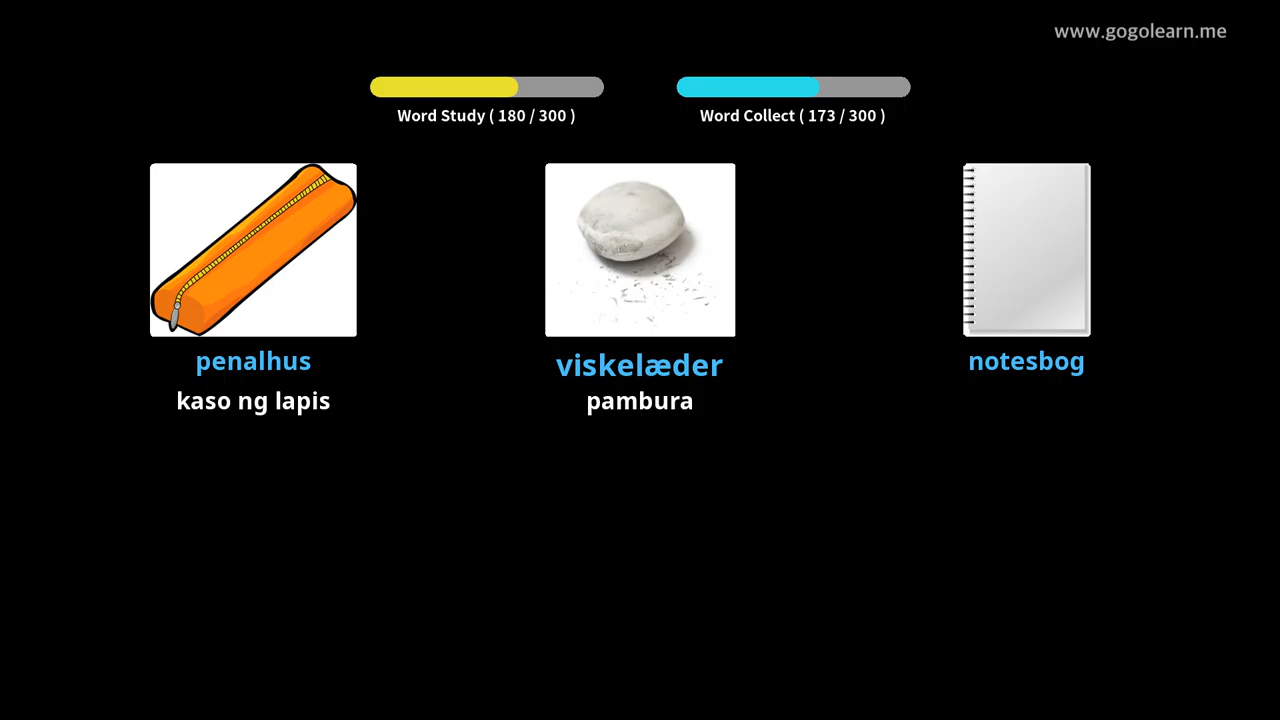 www.gogolearn.me
Word Study ( 180 / 300 )
Word Collect ( 173 / 300 )
penalhus
kaso ng lapis
viskelæder
pambura
notesbog